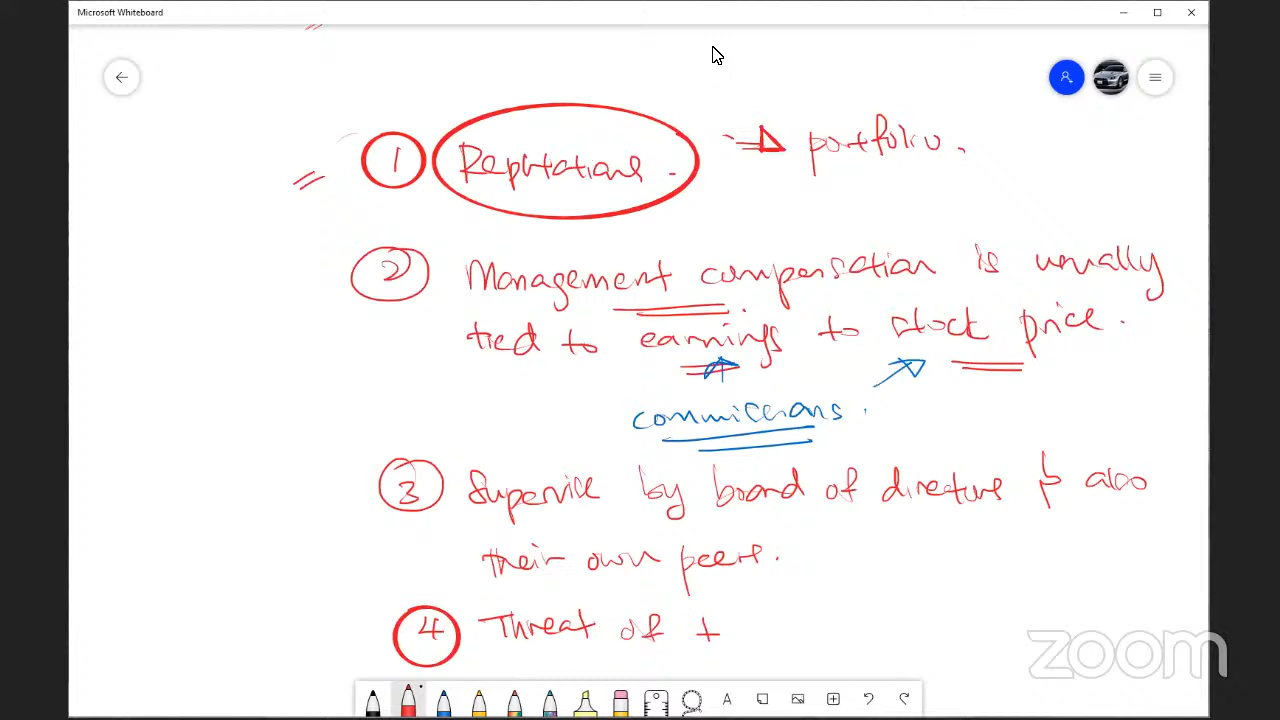 Microsoft Whiteboard
1 Reputations. ⇒ portfolio.
2 Management compensation is usually
tied to earnings to stock price.
commissions.
3 Supervise by board of directors & also
their own peers.
4 Threat of t
zoom